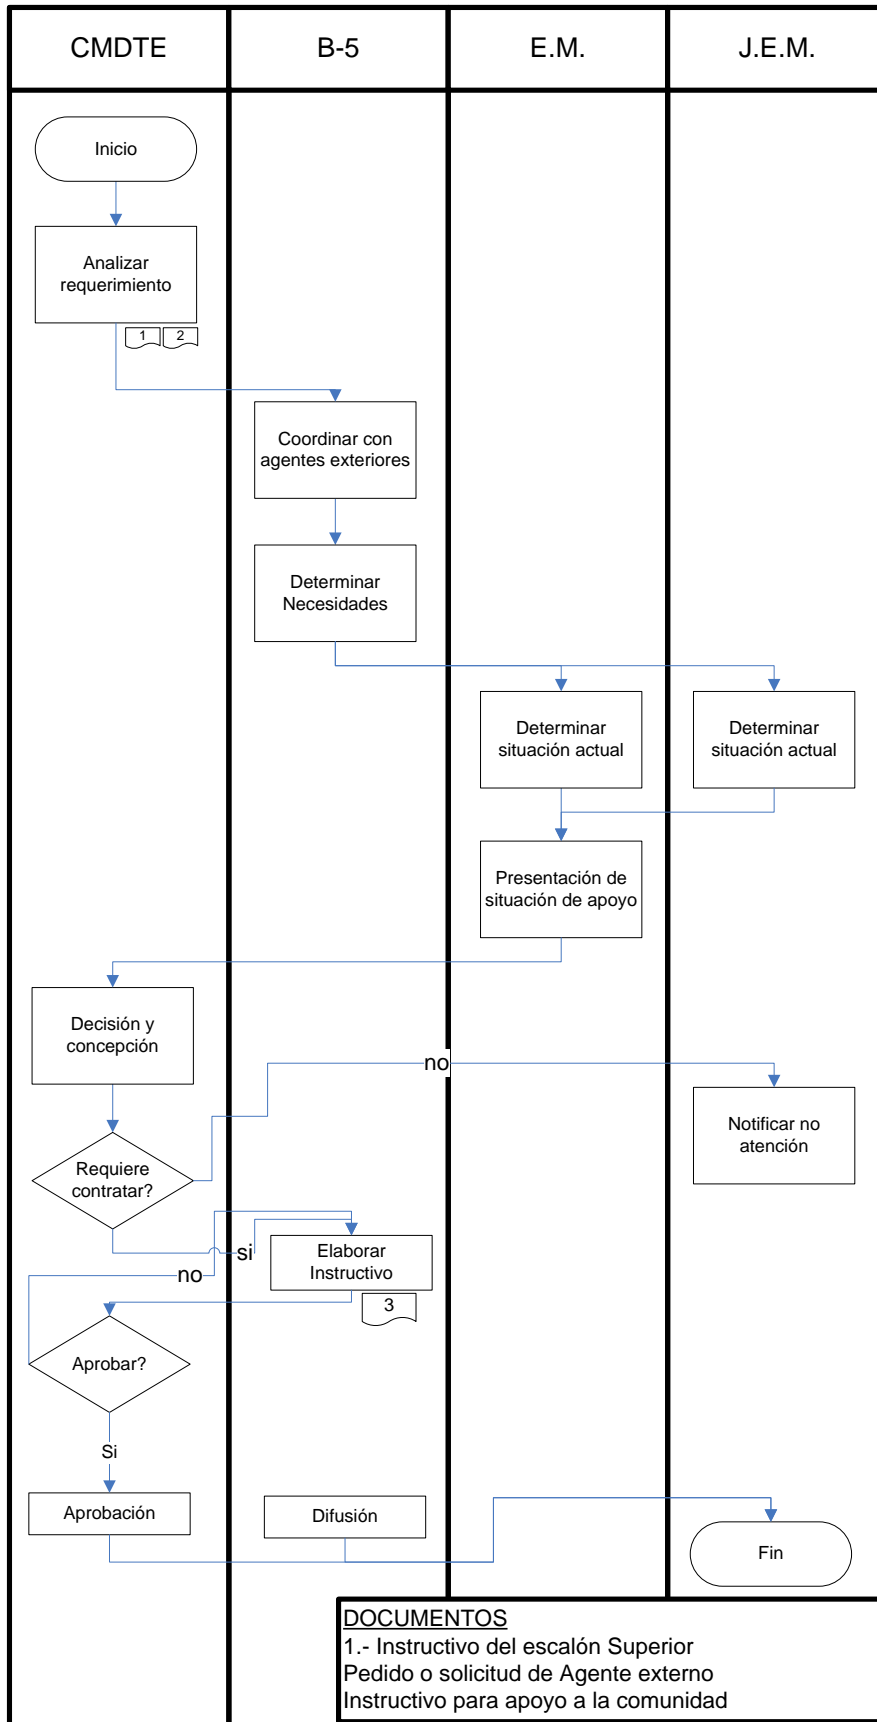 CMDTE
B-5
E.M.
J.E.M.
Inicio
Analizar
requerimiento
1
2
Coordinar con
agentes exteriores
Determinar
Necesidades
Determinar
situación actual
Determinar
situación actual
Presentación de
situación de apoyo
Decisión y
concepción
no
Notificar no
atención
Requiere
contratar?
si
Elaborar
Instructivo
no
3
Aprobar?
Si
Aprobación
Difusión
Fin
DOCUMENTOS
1.- Instructivo del escalón Superior
Pedido o solicitud de Agente externo
Instructivo para apoyo a la comunidad